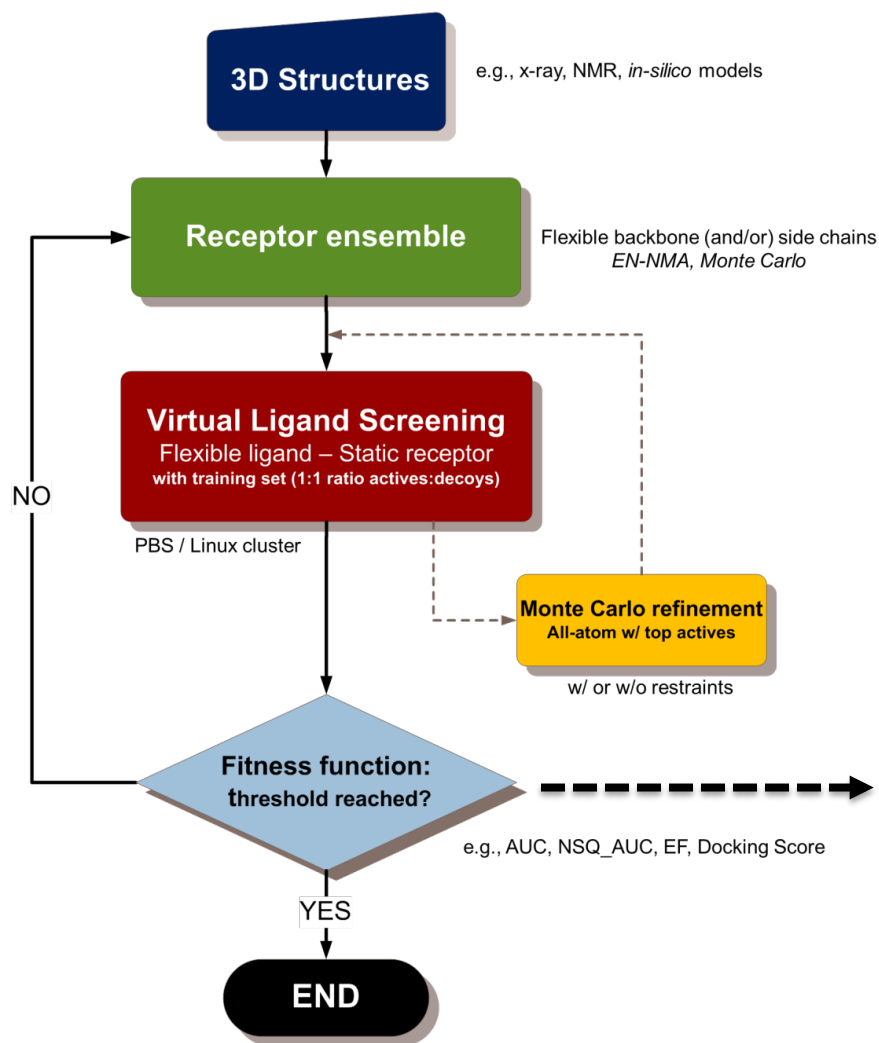 3D Structures
e.g., x-ray, NMR, in-silico models
Receptor ensemble
Flexible backbone (and/or) side chains
EN-NMA, Monte Carlo
Virtual Ligand Screening
Flexible ligand – Static receptor
with training set (1:1 ratio actives:decoys)
NO
PBS / Linux cluster
Monte Carlo refinement
All-atom w/ top actives
w/ or w/o restraints
Fitness function:
threshold reached?
e.g., AUC, NSQ_AUC, EF, Docking Score
YES
END